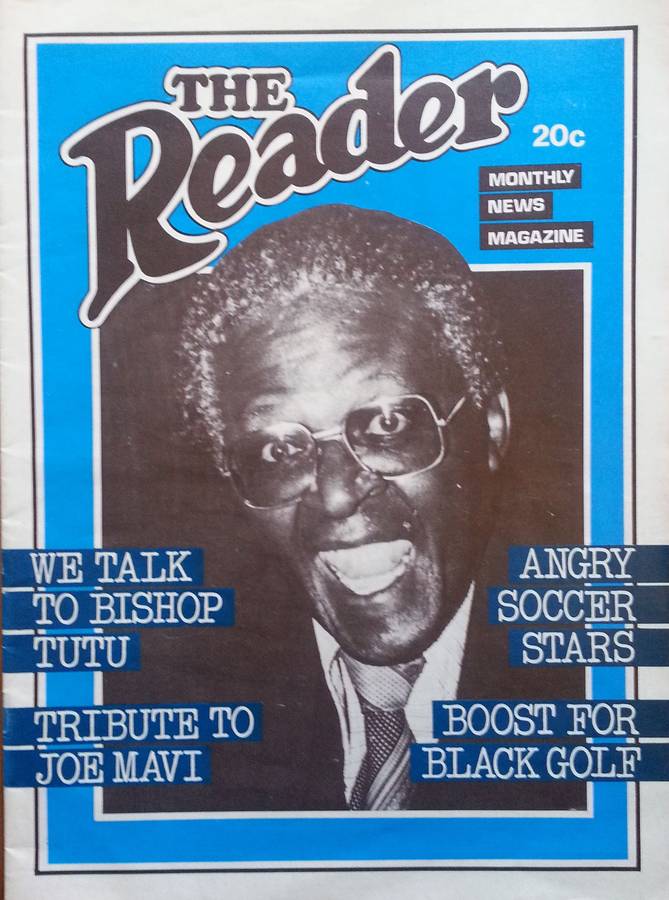 THE
Reader
20c
MONTHLY
NEWS
MAGAZINE
WE TALK
TO BISHOP
TUTU
TRIBUTE TO
JOE MAVI
ANGRY
SOCCER
STARS
BOOST FOR
BLACK GOLF